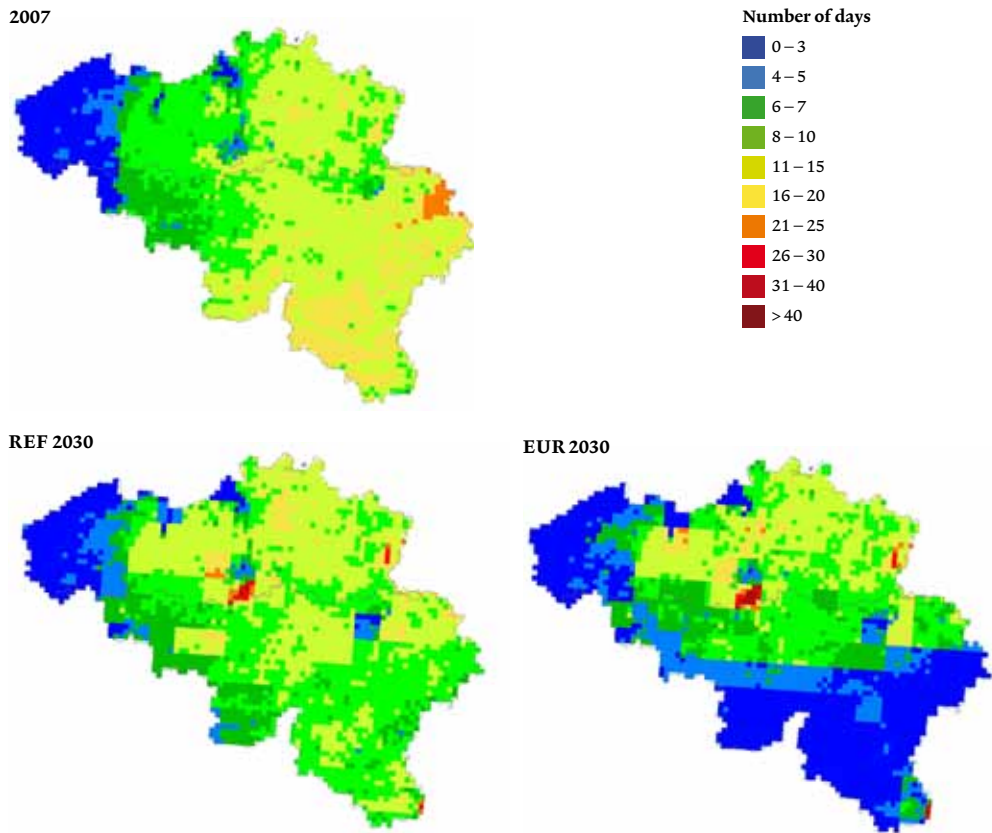 2007
Number of days
0 – 3
4 – 5
6 – 7
8 – 10
11 – 15
16 – 20
21 – 25
26 – 30
31 – 40
> 40
REF 2030
EUR 2030